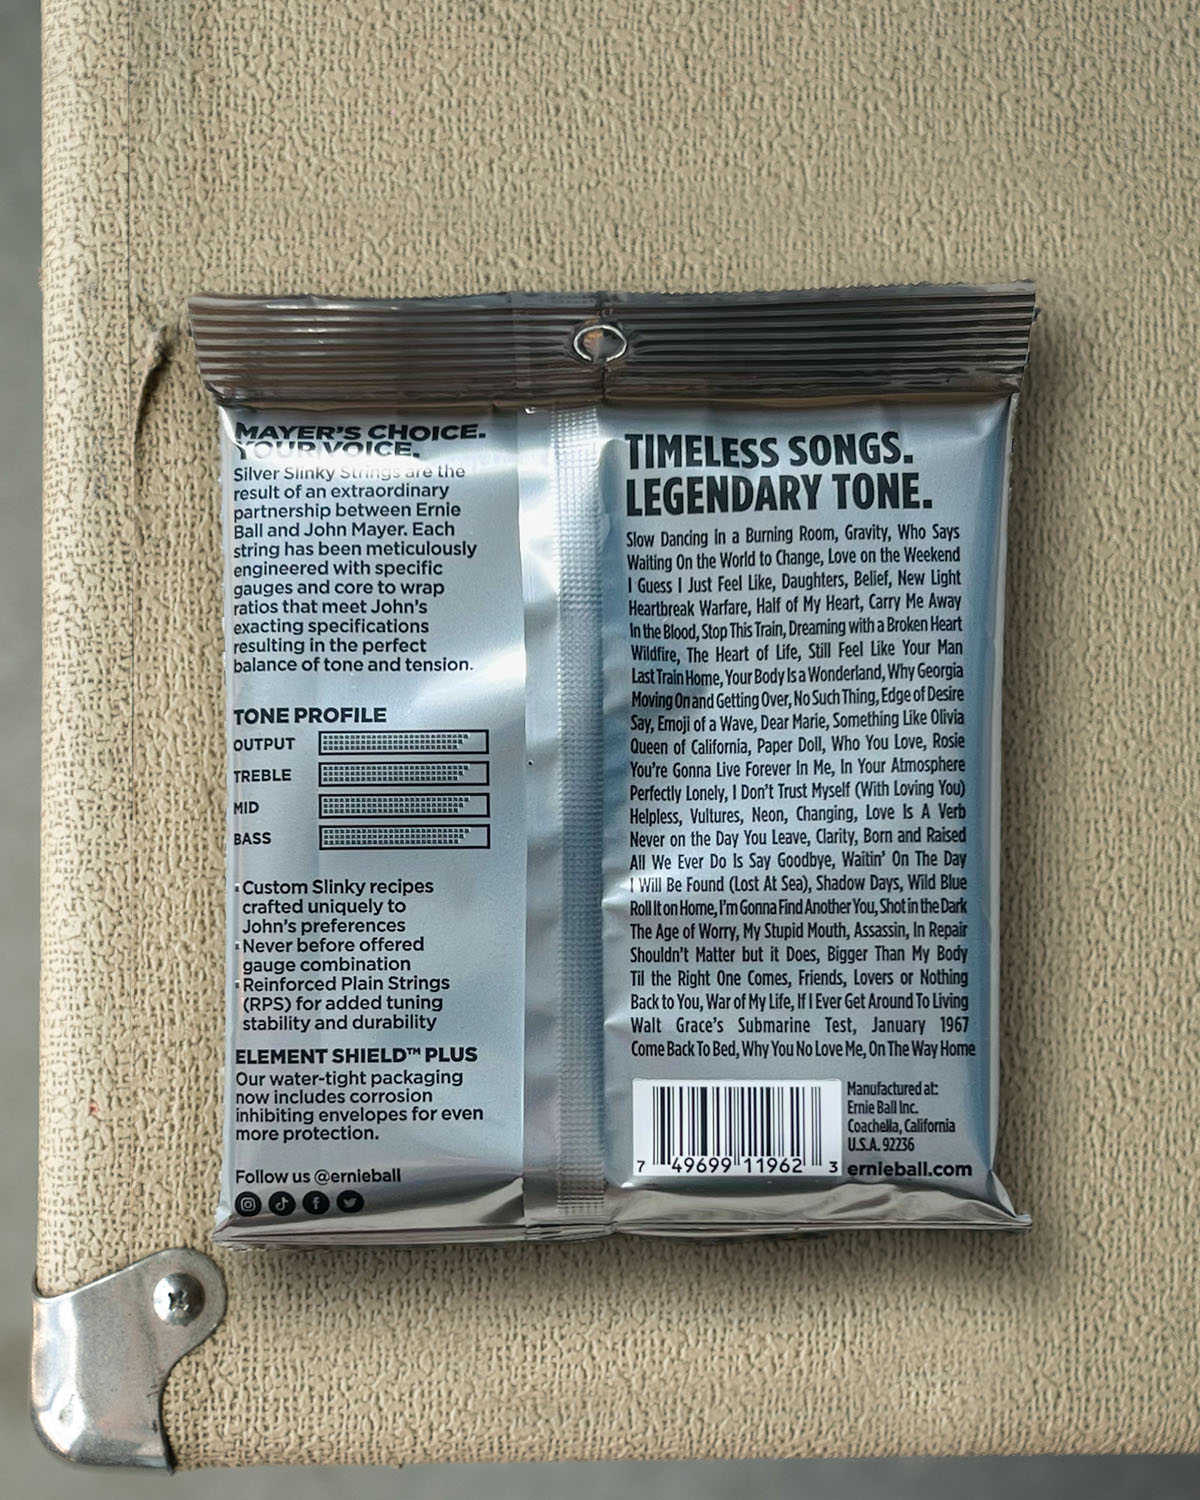 MAYER'S CHOICE.
YOUR VOICE.
Silver Slinky Strings are the
result of an extraordinary
partnership between Ernie
Ball and John Mayer. Each
string has been meticulously
engineered with specific
gauges and core to wrap
ratios that meet John's
exacting specifications
resulting in the perfect
balance of tone and tension.
TONE PROFILE
OUTPUT
TREBLE
MID
BASS
▪ Custom Slinky recipes
crafted uniquely to
John's preferences
▪ Never before offered
gauge combination
▪ Reinforced Plain Strings
(RPS) for added tuning
stability and durability
ELEMENT SHIELD™ PLUS
Our water-tight packaging
now includes corrosion
inhibiting envelopes for even
more protection.
Follow us @ernieball
TIMELESS SONGS.
LEGENDARY TONE.
Slow Dancing in a Burning Room, Gravity, Who Says
Waiting On the World to Change, Love on the Weekend
I Guess I Just Feel Like, Daughters, Belief, New Light
Heartbreak Warfare, Half of My Heart, Carry Me Away
In the Blood, Stop This Train, Dreaming with a Broken Heart
Wildfire, The Heart of Life, Still Feel Like Your Man
Last Train Home, Your Body Is a Wonderland, Why Georgia
Moving On and Getting Over, No Such Thing, Edge of Desire
Say, Emoji of a Wave, Dear Marie, Something Like Olivia
Queen of California, Paper Doll, Who You Love, Rosie
You're Gonna Live Forever In Me, In Your Atmosphere
Perfectly Lonely, I Don't Trust Myself (With Loving You)
Helpless, Vultures, Neon, Changing, Love Is A Verb
Never on the Day You Leave, Clarity, Born and Raised
All We Ever Do Is Say Goodbye, Waitin' On The Day
I Will Be Found (Lost At Sea), Shadow Days, Wild Blue
Roll It on Home, I'm Gonna Find Another You, Shot in the Dark
The Age of Worry, My Stupid Mouth, Assassin, In Repair
Shouldn't Matter but it Does, Bigger Than My Body
Til the Right One Comes, Friends, Lovers or Nothing
Back to You, War of My Life, If I Ever Get Around To Living
Walt Grace's Submarine Test, January 1967
Come Back To Bed, Why You No Love Me, On The Way Home
7 49699 11962 3
Manufactured at:
Ernie Ball Inc.
Coachella, California
U.S.A. 92236
ernieball.com